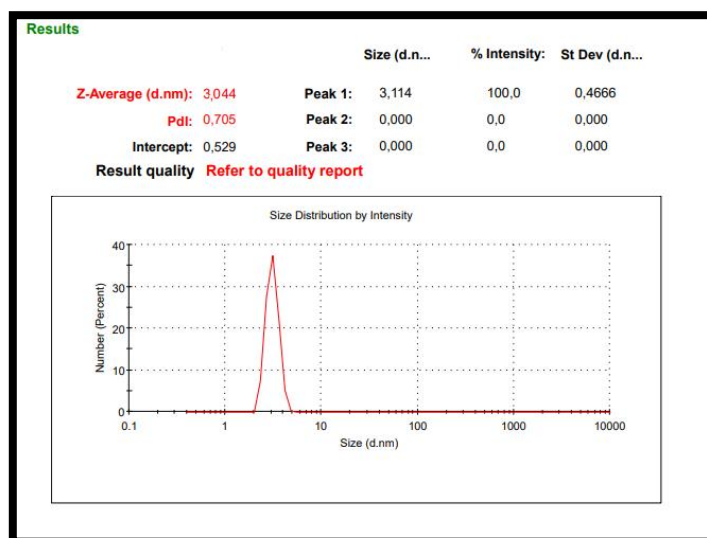 Results
Size (d.n... % Intensity: St Dev (d.n...
Z-Average (d.nm): 3,044 Peak 1: 3,114 100,0 0,4666
PdI: 0,705 Peak 2: 0,000 0,0 0,000
Intercept: 0,529 Peak 3: 0,000 0,0 0,000
Result quality Refer to quality report
Size Distribution by Intensity
40
30
20
10
0
Number (Percent)
0.1 1 10 100 1000 10000
Size (d.nm)